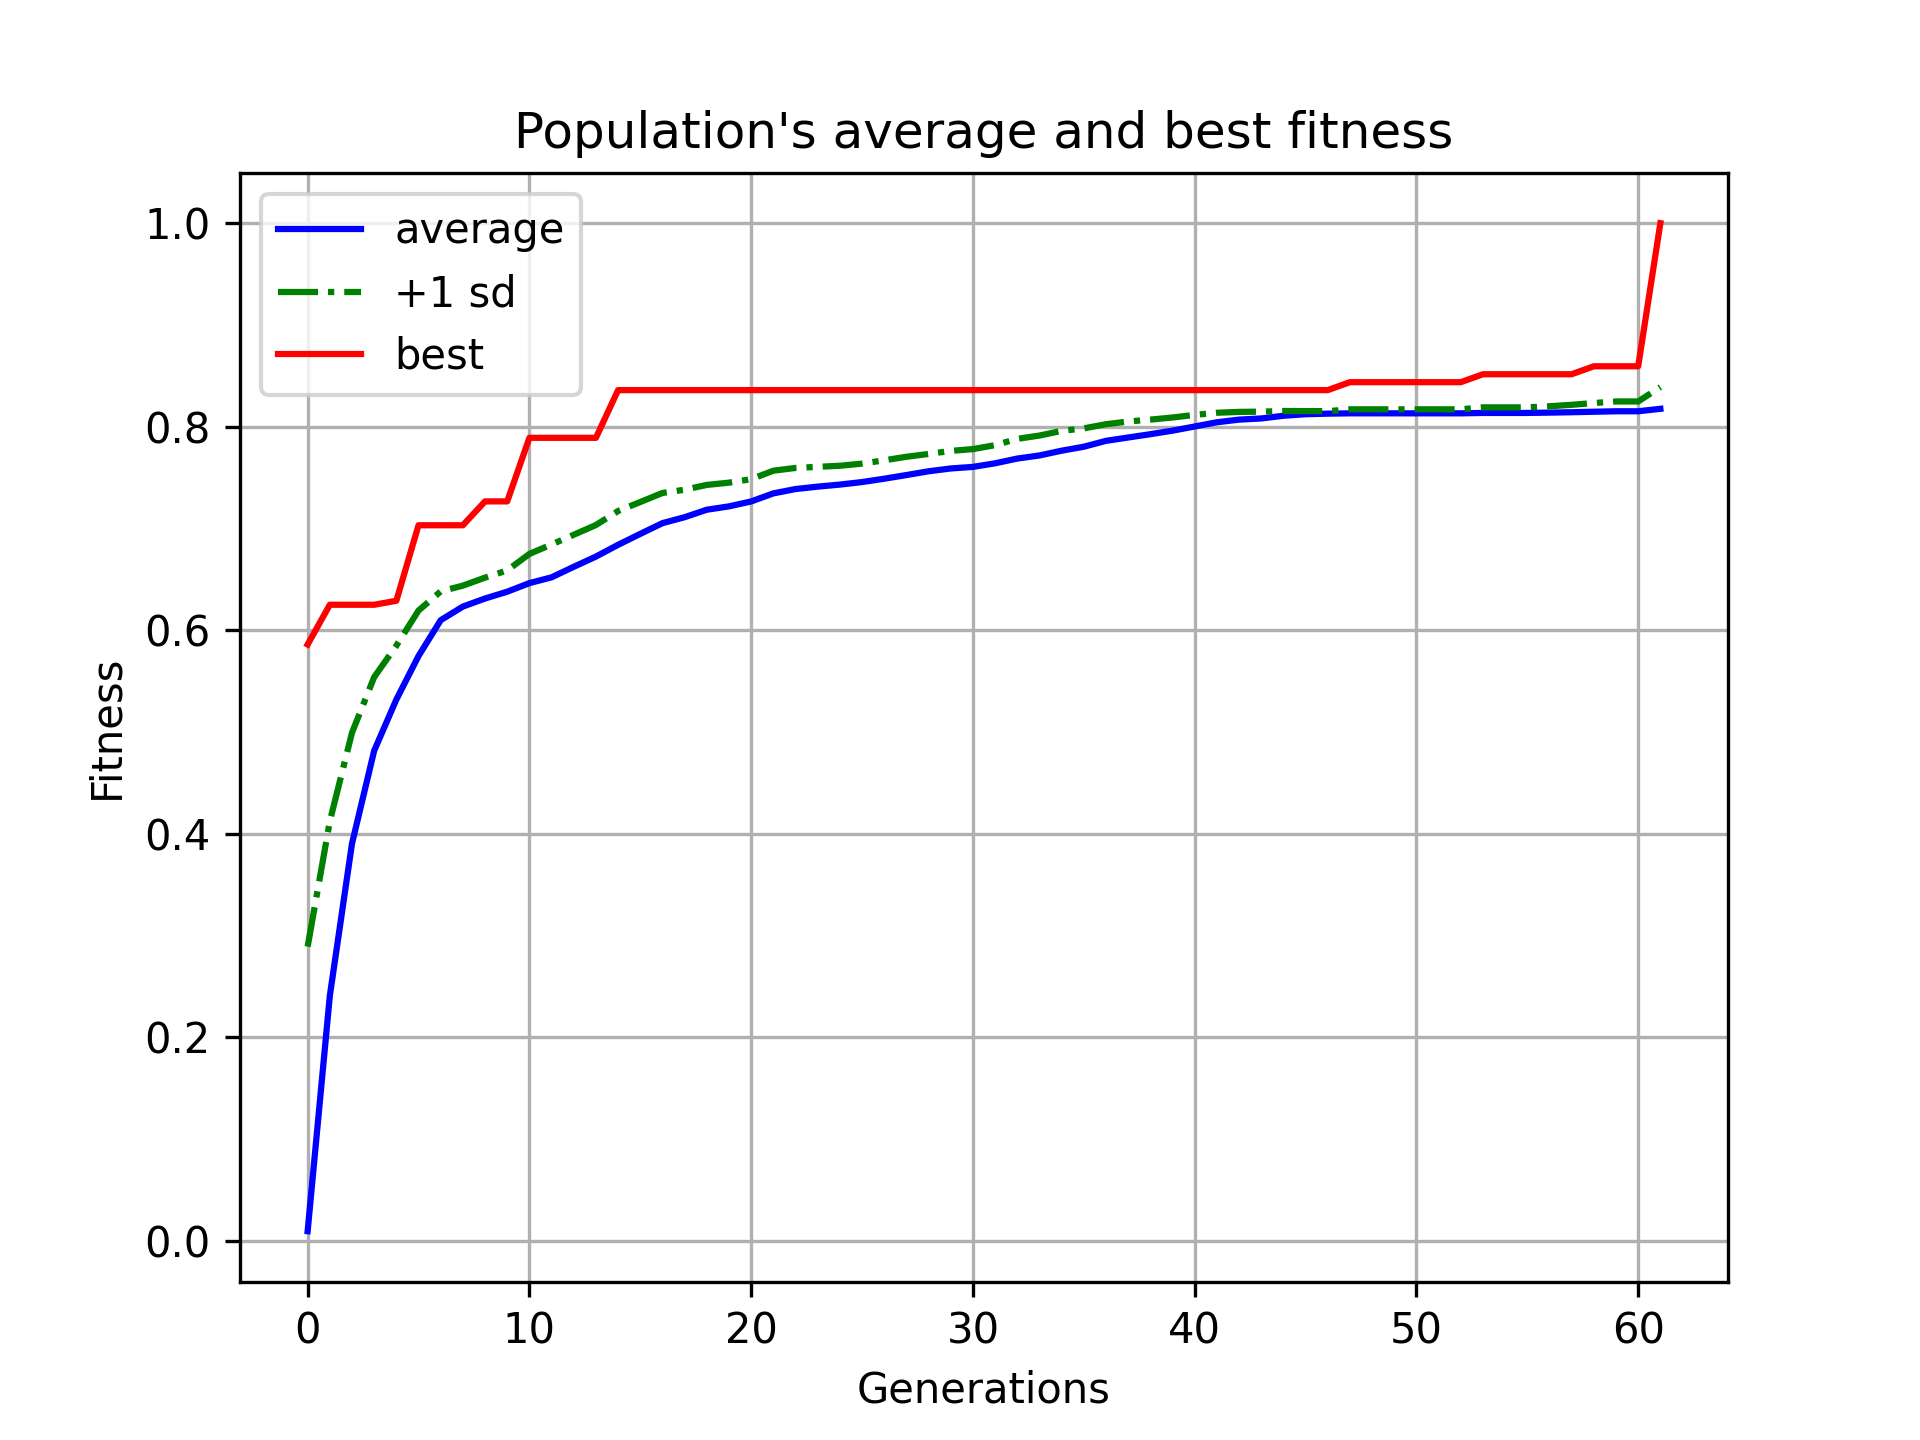 Population's average and best fitness
average
+1 sd
best
1.0
0.8
0.6
0.4
0.2
0.0
Fitness
0 10 20 30 40 50 60
Generations